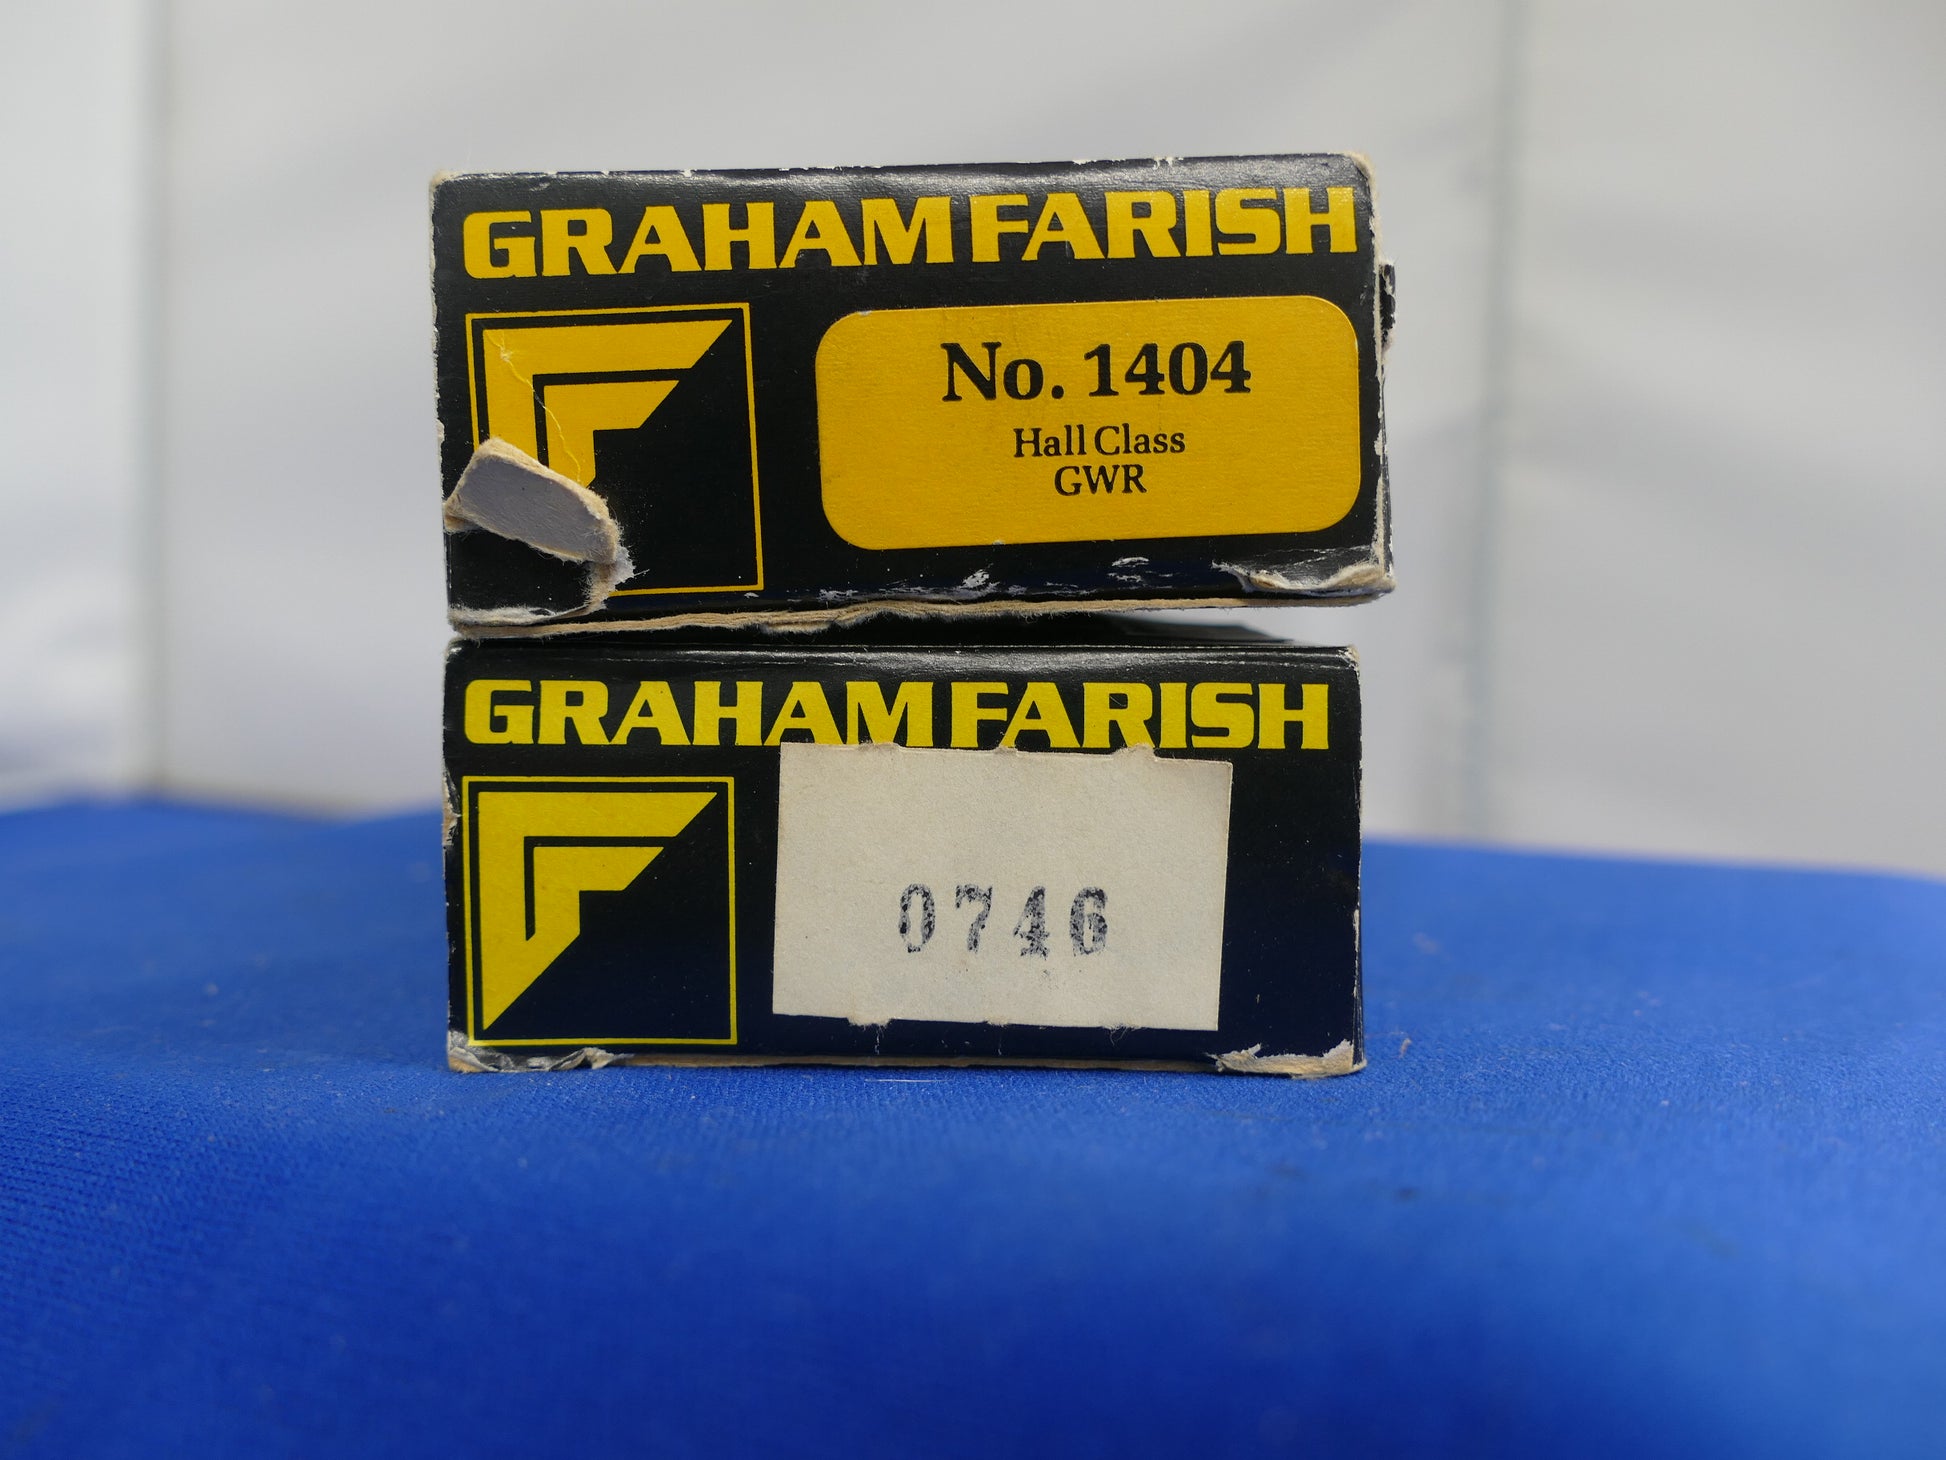 GRAHAM FARISH
No. 1404
Hall Class
GWR
GRAHAM FARISH
0746